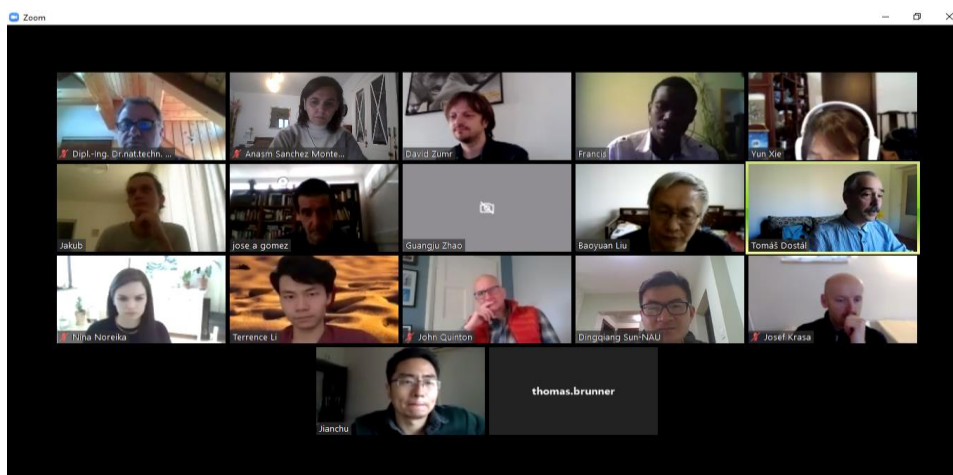 Zoom
Dipl.-Ing. Dr.nat.techn. ...
Anasm Sanchez Monte...
David Zumr
Francis
Yun Xie
Jakub
jose a gomez
Guangju Zhao
Baoyuan Liu
Tomáš Dostál
Nina Noreika
Terrence Li
John Quinton
Dingqiang Sun-NAU
Josef Krasa
Jianchu
thomas.brunner